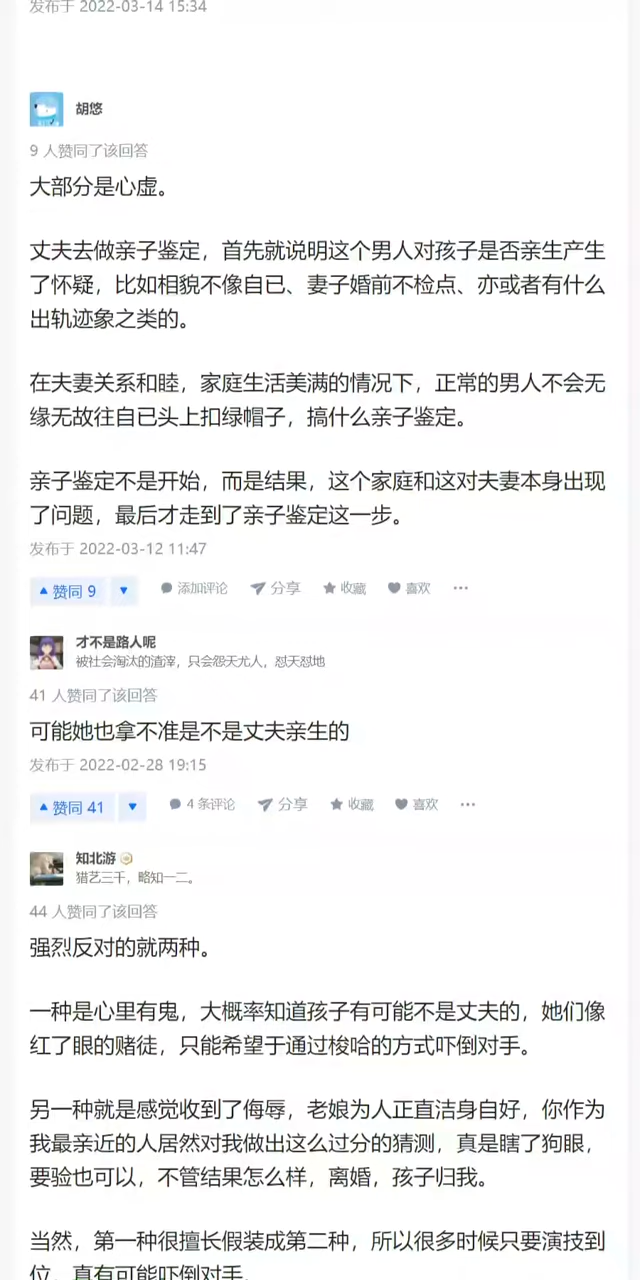 发布于 2022-03-14 15:34
胡悠
9 人赞同了该回答
大部分是心虚。
丈夫去做亲子鉴定，首先就说明这个男人对孩子是否亲生产生
了怀疑，比如相貌不像自已、妻子婚前不检点、亦或者有什么
出轨迹象之类的。
在夫妻关系和睦，家庭生活美满的情况下，正常的男人不会无
缘无故往自已头上扣绿帽子，搞什么亲子鉴定。
亲子鉴定不是开始，而是结果，这个家庭和这对夫妻本身出现
了问题，最后才走到了亲子鉴定这一步。
发布于 2022-03-12 11:47
赞同 9 添加评论 分享 收藏 喜欢
才不是路人呢
被社会淘汰的渣滓，只会怨天尤人，怼天怼地
41 人赞同了该回答
可能她也拿不准是不是丈夫亲生的
发布于 2022-02-28 19:15
赞同 41 4 条评论 分享 收藏 喜欢
知北游
猎艺三千，略知一二。
44 人赞同了该回答
强烈反对的就两种。
一种是心里有鬼，大概率知道孩子有可能不是丈夫的，她们像
红了眼的赌徒，只能希望于通过梭哈的方式吓倒对手。
另一种就是感觉收到了侮辱，老娘为人正直洁身自好，你作为
我最亲近的人居然对我做出这么过分的猜测，真是瞎了狗眼，
要验也可以，不管结果怎么样，离婚，孩子归我。
当然，第一种很擅长假装成第二种，所以很多时候只要演技到
位，真有可能吓倒对手。